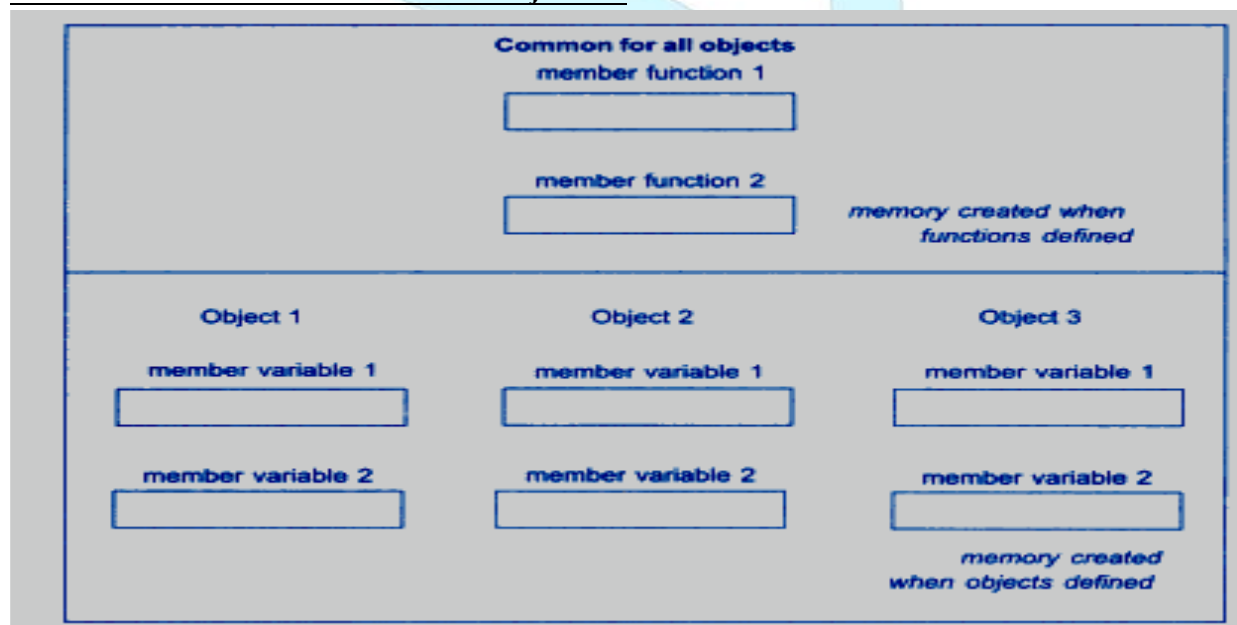 Common for all objects
member function 1
member function 2
memory created when
functions defined
Object 1 Object 2 Object 3
member variable 1 member variable 1 member variable 1
member variable 2 member variable 2 member variable 2
memory created
when objects defined